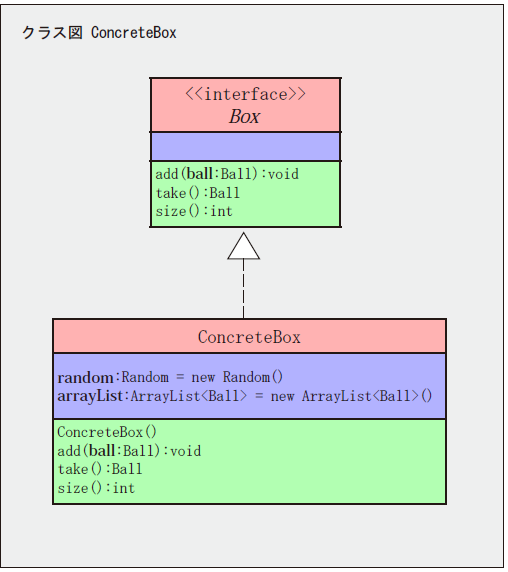 クラス図 ConcreteBox
<<interface>>
Box
add(ball:Ball):void
take():Ball
size():int
ConcreteBox
random:Random = new Random()
arrayList:ArrayList<Ball> = new ArrayList<Ball>()
ConcreteBox()
add(ball:Ball):void
take():Ball
size():int